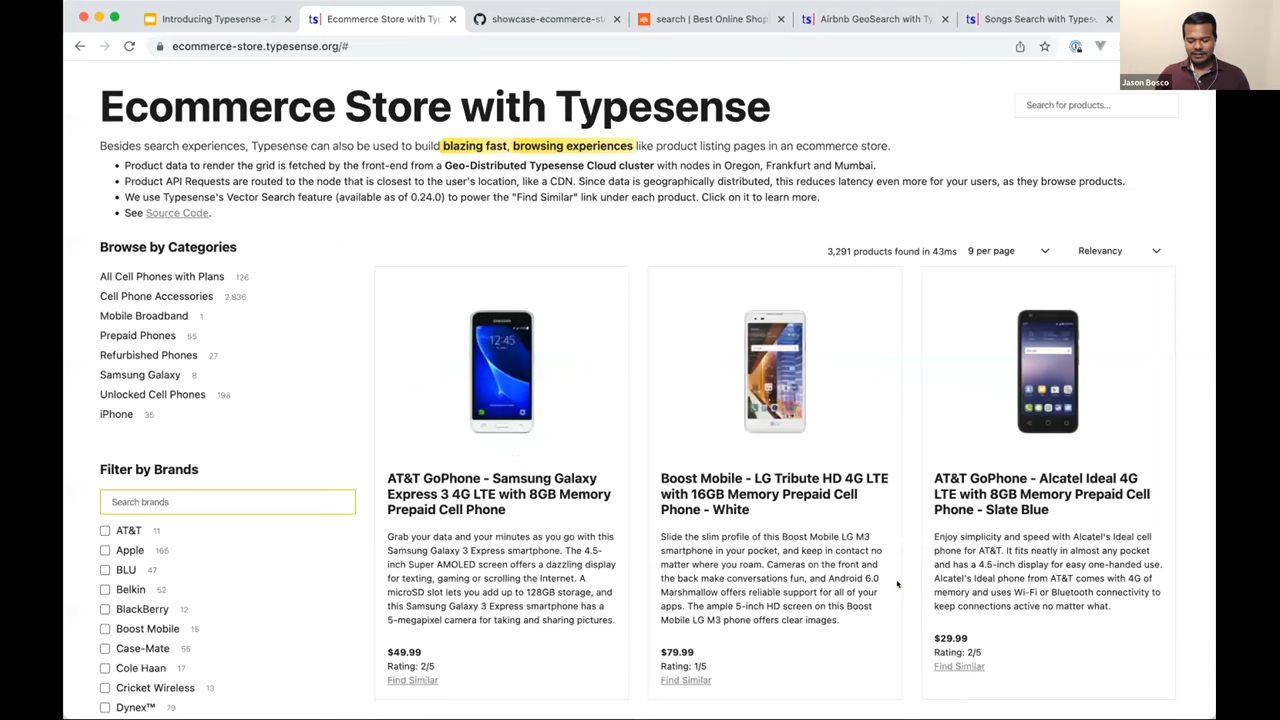 Introducing Typesense - 2
Ecommerce Store with Typ
showcase-ecommerce-st
search | Best Online Shop
Airbnb GeoSearch with Ty
Songs Search with Typese
ecommerce-store.typesense.org/#
Jason Bosco
Ecommerce Store with Typesense
Search for products...
Besides search experiences, Typesense can also be used to build blazing fast, browsing experiences like product listing pages in an ecommerce store.
• Product data to render the grid is fetched by the front-end from a Geo-Distributed Typesense Cloud cluster with nodes in Oregon, Frankfurt and Mumbai.
• Product API Requests are routed to the node that is closest to the user's location, like a CDN. Since data is geographically distributed, this reduces latency even more for your users, as they browse products.
• We use Typesense's Vector Search feature (available as of 0.24.0) to power the "Find Similar" link under each product. Click on it to learn more.
• See Source Code.
Browse by Categories
All Cell Phones with Plans 126
Cell Phone Accessories 2,836
Mobile Broadband 1
Prepaid Phones 55
Refurbished Phones 27
Samsung Galaxy 8
Unlocked Cell Phones 198
iPhone 35
Filter by Brands
Search brands
AT&T 11
Apple 165
BLU 47
Belkin 52
BlackBerry 12
Boost Mobile 15
Case-Mate 55
Cole Haan 17
Cricket Wireless 13
Dynex™ 79
3,291 products found in 43ms
9 per page
Relevancy
SAMSUNG
12:45
AT&T GoPhone - Samsung Galaxy
Express 3 4G LTE with 8GB Memory
Prepaid Cell Phone
Grab your data and your minutes as you go with this
Samsung Galaxy 3 Express smartphone. The 4.5-
inch Super AMOLED screen offers a dazzling display
for texting, gaming or scrolling the Internet. A
microSD slot lets you add up to 128GB storage, and
this Samsung Galaxy 3 Express smartphone has a
5-megapixel camera for taking and sharing pictures.
$49.99
Rating: 2/5
Find Similar
LG
Boost Mobile - LG Tribute HD 4G LTE
with 16GB Memory Prepaid Cell
Phone - White
Slide the slim profile of this Boost Mobile LG M3
smartphone in your pocket, and keep in contact no
matter where you roam. Cameras on the front and
the back make conversations fun, and Android 6.0
Marshmallow offers reliable support for all of your
apps. The ample 5-inch HD screen on this Boost
Mobile LG M3 phone offers clear images.
$79.99
Rating: 1/5
Find Similar
AT&T GoPhone - Alcatel Ideal 4G
LTE with 8GB Memory Prepaid Cell
Phone - Slate Blue
Enjoy simplicity and speed with Alcatel's Ideal cell
phone for AT&T. It fits neatly in almost any pocket
and has a 4.5-inch display for easy one-handed use.
Alcatel's Ideal phone from AT&T comes with 4G of
memory and uses Wi-Fi or Bluetooth connectivity to
keep connections active no matter what.
$29.99
Rating: 2/5
Find Similar